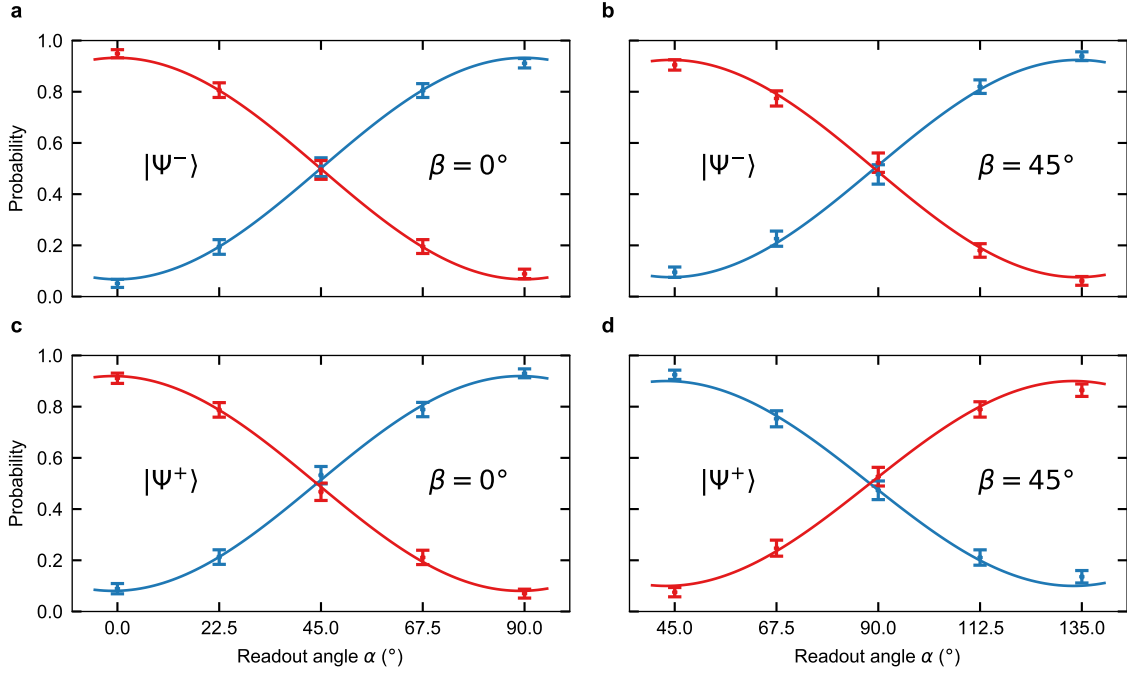 a
b
Probability
1.0
0.8
0.6
0.4
0.2
0.0
|Ψ⁻⟩
β = 0°
|Ψ⁻⟩
β = 45°
c
d
Probability
1.0
0.8
0.6
0.4
0.2
0.0
|Ψ⁺⟩
β = 0°
|Ψ⁺⟩
β = 45°
0.0 22.5 45.0 67.5 90.0
45.0 67.5 90.0 112.5 135.0
Readout angle α (°)
Readout angle α (°)